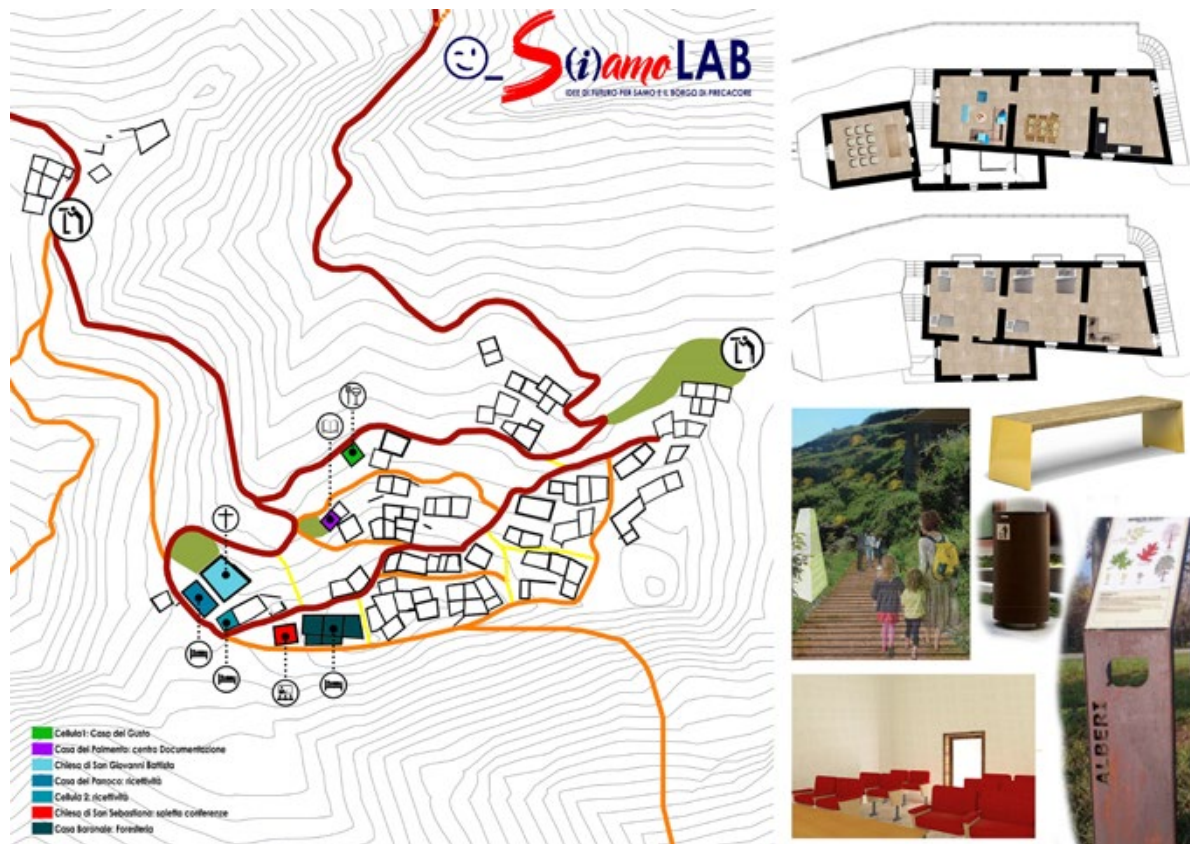 S(i)amo LAB
IDEE DI FUTURO PER SAMO E IL BORGO DI PRECACORE
Cellula1: Casa del Gusto
Casa del Palmento: centro Documentazione
Chiesa di San Giovanni Battista
Casa del Parroco: ricettività
Cellula 2: ricettività
Chiesa di San Sebastiano: saletta conferenze
Casa Baronale: Foresteria
ALBERI